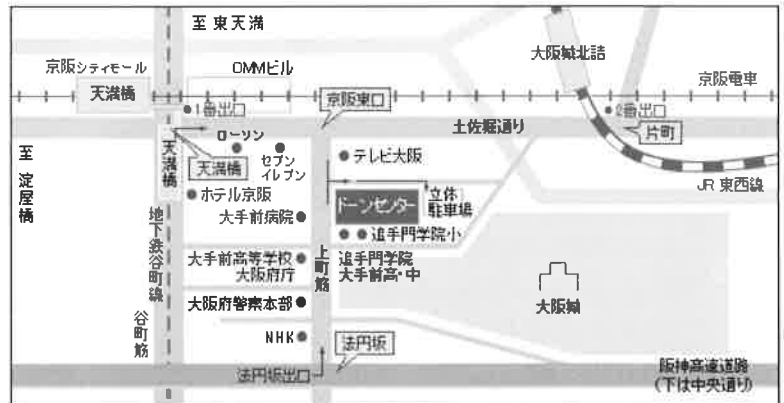 至 東天満
京阪シティモール
天満橋
OMMビル
大阪城北詰
京阪電車
●1番出口
京阪東口
●2番出口
土佐堀通り
片町
ローソン
天満橋
セブン
イレブン
天満橋
●テレビ大阪
至 淀屋橋
JR 東西線
●ホテル京阪
ドーンセンター
立体
駐車場
大手前病院●
●●追手門学院小
地下鉄谷町線
上町筋
大手前高等学校●
大阪府庁
追手門学院
大手前高・中
大阪城
大阪府警察本部●
谷町筋
NHK●
法円坂
法円坂出口
阪神高速道路
(下は中央通り)